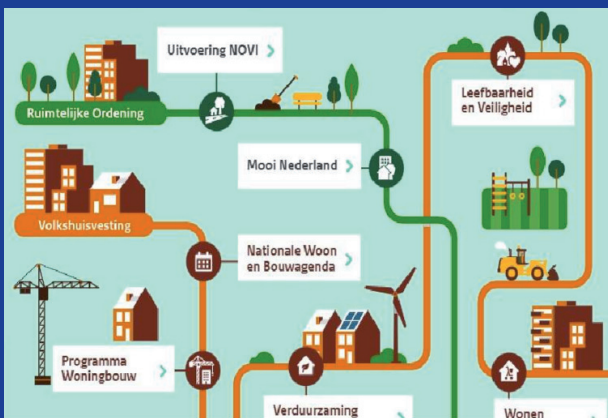 Uitvoering NOVI
Ruimtelijke Ordening
Leefbaarheid
en Veiligheid
Mooi Nederland
Volkshuisvesting
Nationale Woon
en Bouwagenda
Programma
Woningbouw
Verduurzaming
Wonen